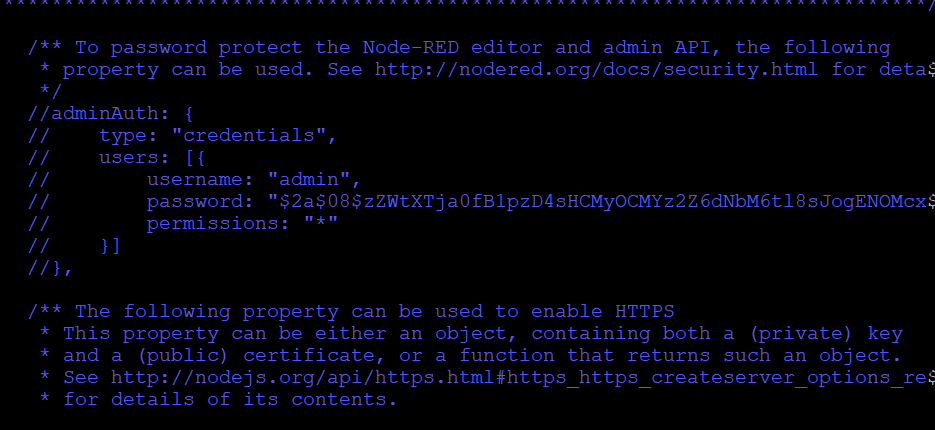 *****************************************************************************/
/** To password protect the Node-RED editor and admin API, the following
* property can be used. See http://nodered.org/docs/security.html for deta$
*/
//adminAuth: {
//    type: "credentials",
//    users: [{
//        username: "admin",
//        password: "$2a$08$zZWtXTja0fB1pzD4sHCMyOCMYz2Z6dNbM6tl8sJogENOMcx$
//        permissions: "*"
//    }]
//},
/** The following property can be used to enable HTTPS
* This property can be either an object, containing both a (private) key
* and a (public) certificate, or a function that returns such an object.
* See http://nodejs.org/api/https.html#https_https_createserver_options_re$
* for details of its contents.